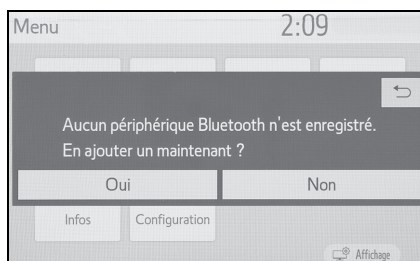 Menu
2:09
Aucun périphérique Bluetooth n'est enregistré.
En ajouter un maintenant ?
Oui
Non
Infos
Configuration
Affichage